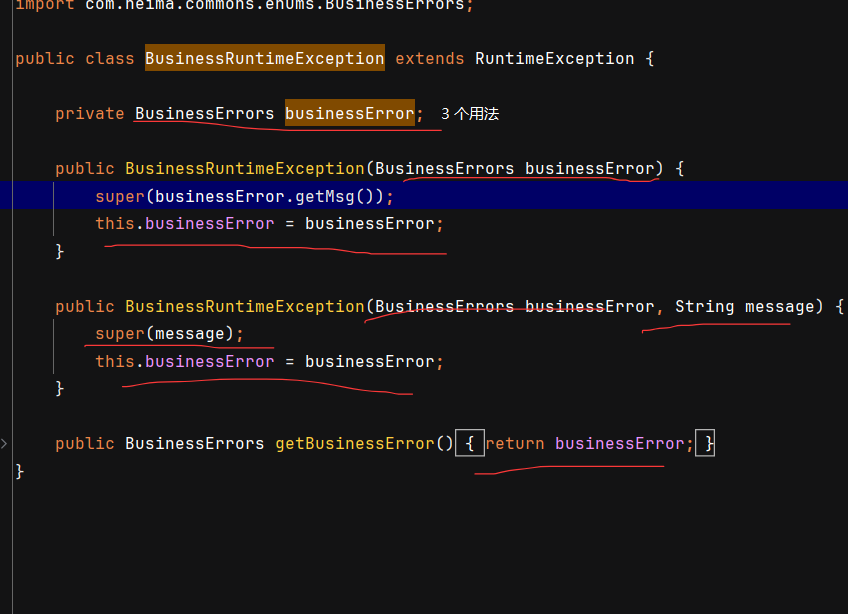 import com.heima.commons.enums.BusinessErrors;
public class BusinessRuntimeException extends RuntimeException {
private BusinessErrors businessError; 3 个用法
public BusinessRuntimeException(BusinessErrors businessError) {
super(businessError.getMsg());
this.businessError = businessError;
}
public BusinessRuntimeException(BusinessErrors businessError, String message) {
super(message);
this.businessError = businessError;
}
public BusinessErrors getBusinessError() { return businessError; }
}